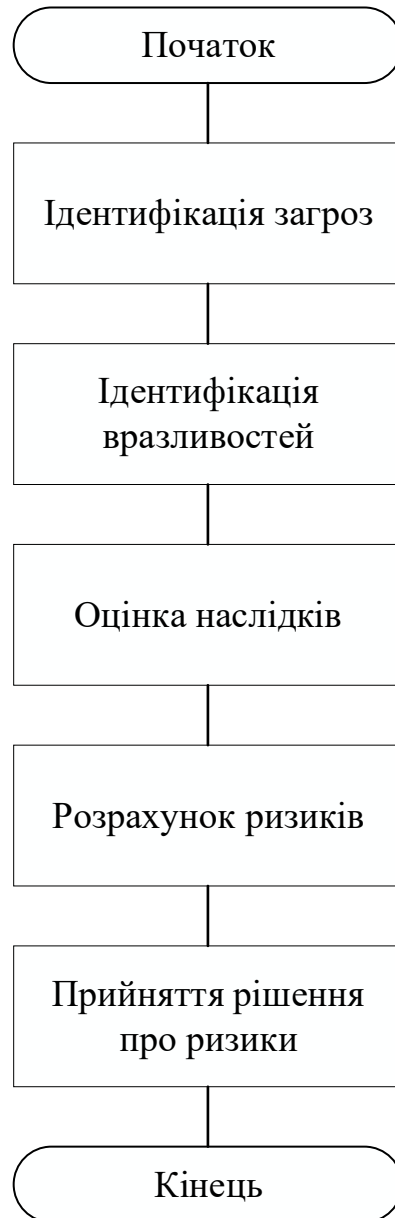 Початок
Ідентифікація загроз
Ідентифікація
вразливостей
Оцінка наслідків
Розрахунок ризиків
Прийняття рішення
про ризики
Кінець